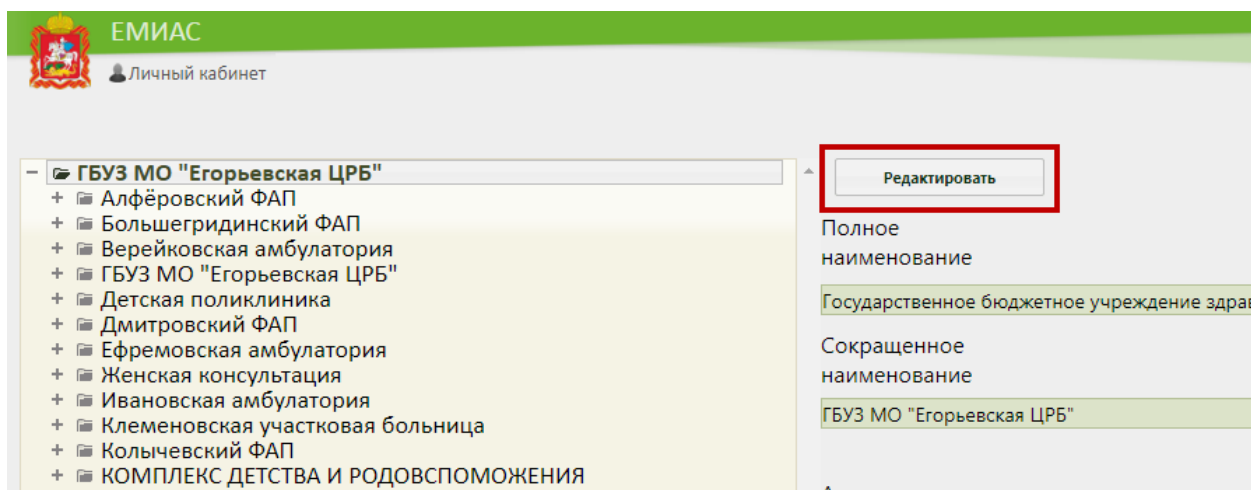 ЕМИАС
Личный кабинет
ГБУЗ МО "Егорьевская ЦРБ"
Алфёровский ФАП
Большегридинский ФАП
Верейковская амбулатория
ГБУЗ МО "Егорьевская ЦРБ"
Детская поликлиника
Дмитровский ФАП
Ефремовская амбулатория
Женская консультация
Ивановская амбулатория
Клеменовская участковая больница
Колычевский ФАП
КОМПЛЕКС ДЕТСТВА И РОДОВСПОМОЖЕНИЯ
Редактировать
Полное
наименование
Государственное бюджетное учреждение здрав
Сокращенное
наименование
ГБУЗ МО "Егорьевская ЦРБ"